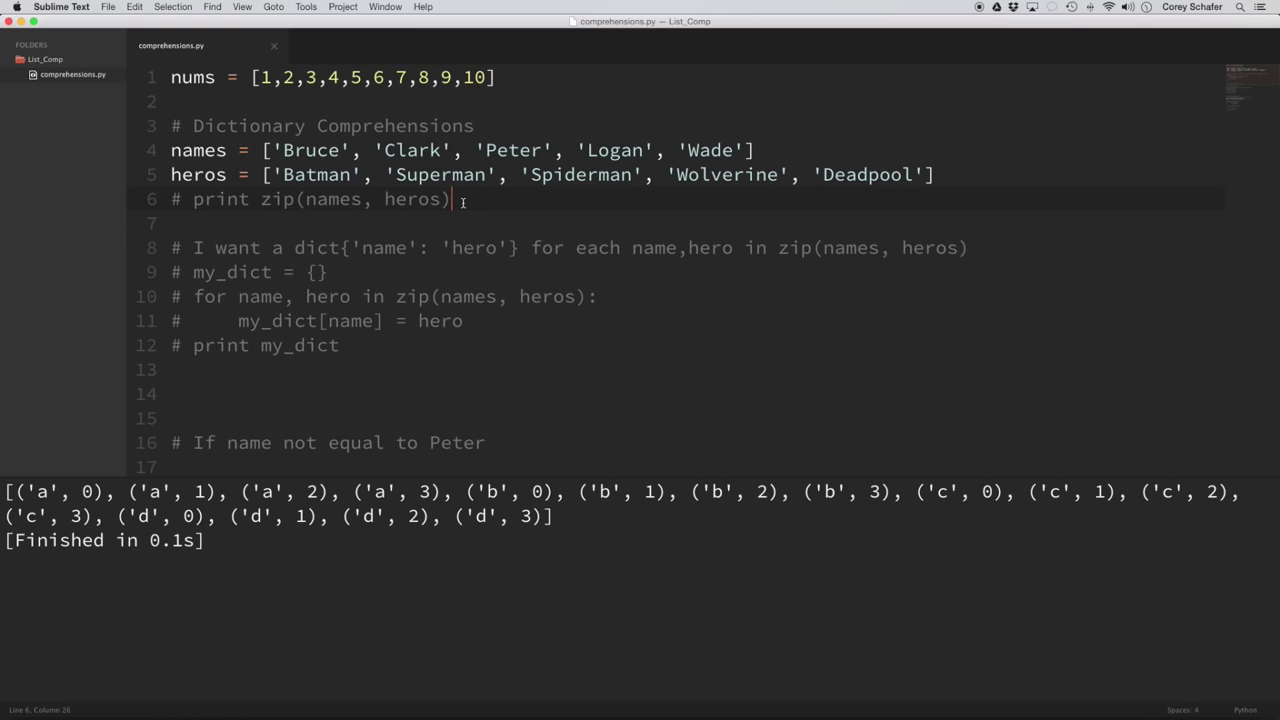 Sublime Text File Edit Selection Find View Goto Tools Project Window Help Corey Schafer
comprehensions.py — List_Comp
FOLDERS
List_Comp
comprehensions.py
comprehensions.py
1 nums = [1,2,3,4,5,6,7,8,9,10]
2
3 # Dictionary Comprehensions
4 names = ['Bruce', 'Clark', 'Peter', 'Logan', 'Wade']
5 heros = ['Batman', 'Superman', 'Spiderman', 'Wolverine', 'Deadpool']
6 # print zip(names, heros)
7
8 # I want a dict{'name': 'hero'} for each name,hero in zip(names, heros)
9 # my_dict = {}
10 # for name, hero in zip(names, heros):
11 #     my_dict[name] = hero
12 # print my_dict
13
14
15
16 # If name not equal to Peter
17
[('a', 0), ('a', 1), ('a', 2), ('a', 3), ('b', 0), ('b', 1), ('b', 2), ('b', 3), ('c', 0), ('c', 1), ('c', 2),
('c', 3), ('d', 0), ('d', 1), ('d', 2), ('d', 3)]
[Finished in 0.1s]
Line 6, Column 26 Spaces: 4 Python